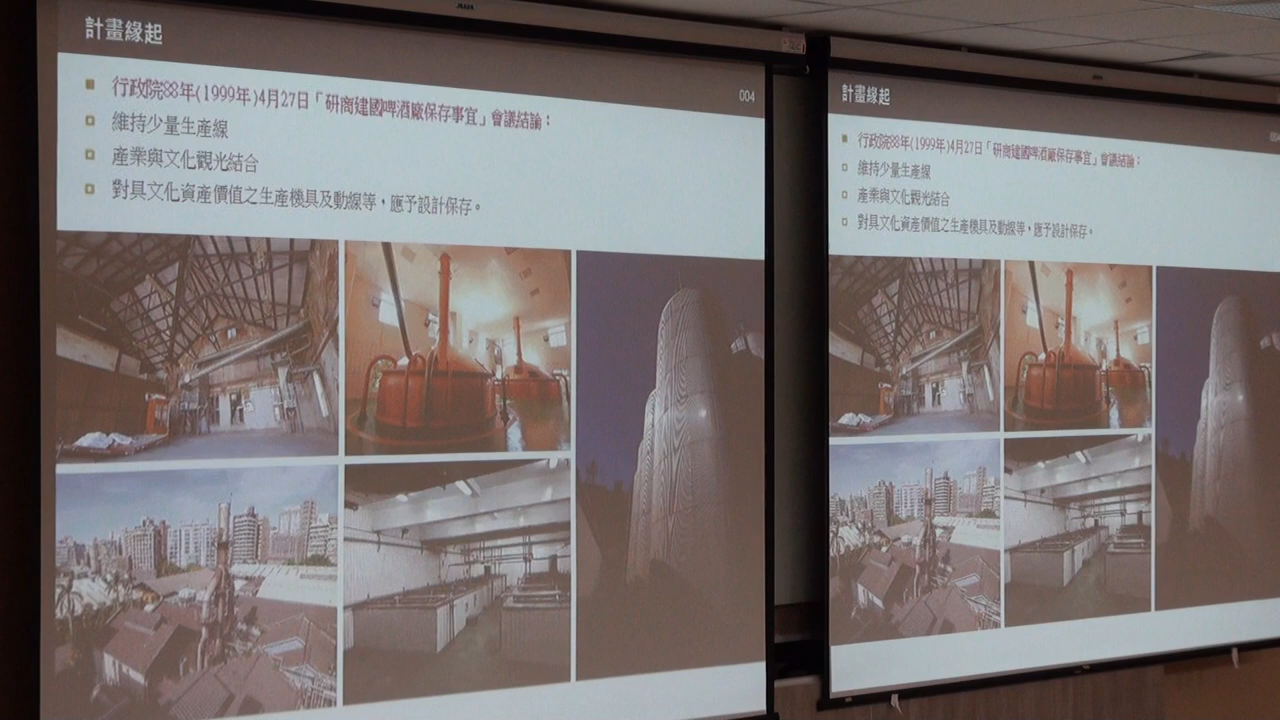 計畫緣起
004
行政院88年(1999年)4月27日「研商建國啤酒廠保存事宜」會議結論：
維持少量生產線
產業與文化觀光結合
對具文化資產價值之生產機具及動線等，應予設計保存。
計畫緣起
行政院88年(1999年)4月27日「研商建國啤酒廠保存事宜」會議結論：
維持少量生產線
產業與文化觀光結合
對具文化資產價值之生產機具及動線等，應予設計保存。